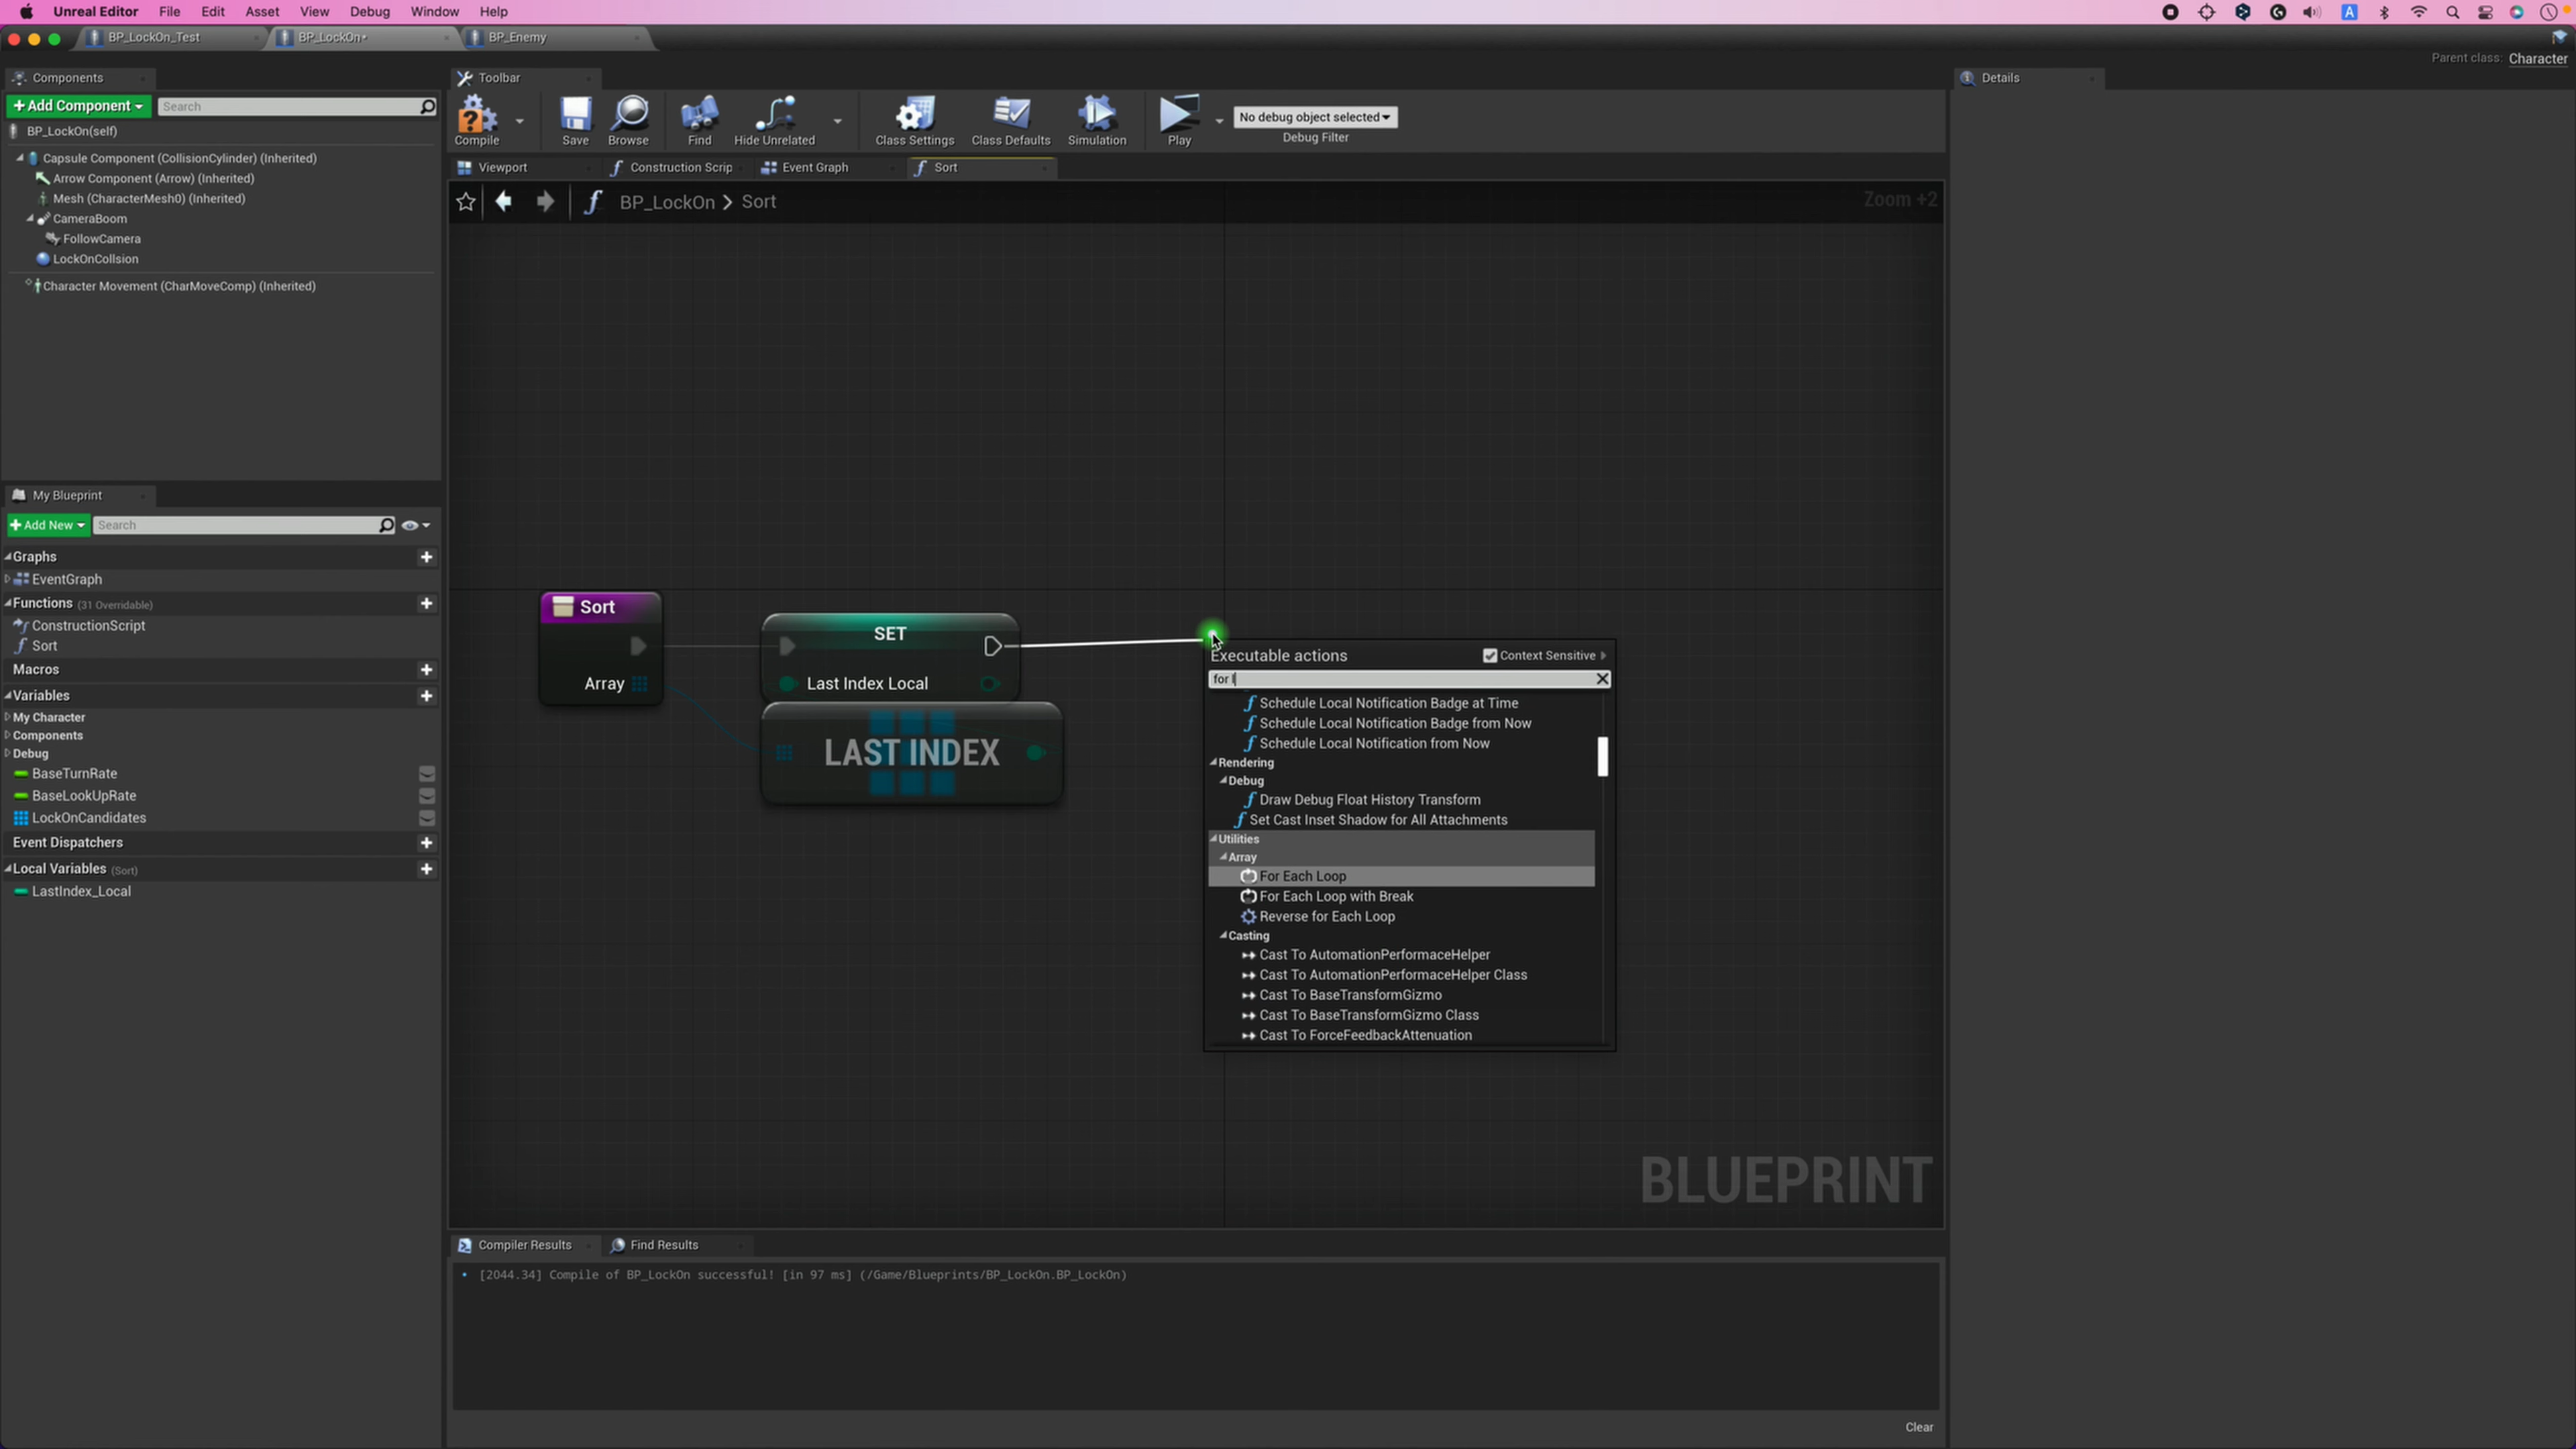 Unreal Editor File Edit Asset View Debug Window Help
A
BP_LockOn_Test
BP_LockOn*
BP_Enemy
Parent class: Character
Components
+Add Component
Search
BP_LockOn(self)
Capsule Component (CollisionCylinder) (Inherited)
Arrow Component (Arrow) (Inherited)
Mesh (CharacterMesh0) (Inherited)
CameraBoom
FollowCamera
LockOnCollsion
Character Movement (CharMoveComp) (Inherited)
My Blueprint
+Add New
Search
Graphs
EventGraph
Functions (31 Overridable)
ConstructionScript
Sort
Macros
Variables
My Character
Components
Debug
BaseTurnRate
BaseLookUpRate
LockOnCandidates
Event Dispatchers
Local Variables (Sort)
LastIndex_Local
Toolbar
Compile
Save
Browse
Find
Hide Unrelated
Class Settings
Class Defaults
Simulation
Play
No debug object selected
Debug Filter
Viewport
Construction Scrip
Event Graph
Sort
BP_LockOn > Sort
Zoom +2
Sort
Array
SET
Last Index Local
LAST INDEX
Executable actions
Context Sensitive
for l
Schedule Local Notification Badge at Time
Schedule Local Notification Badge from Now
Schedule Local Notification from Now
Rendering
Debug
Draw Debug Float History Transform
Set Cast Inset Shadow for All Attachments
Utilities
Array
For Each Loop
For Each Loop with Break
Reverse for Each Loop
Casting
Cast To AutomationPerformaceHelper
Cast To AutomationPerformaceHelper Class
Cast To BaseTransformGizmo
Cast To BaseTransformGizmo Class
Cast To ForceFeedbackAttenuation
BLUEPRINT
Compiler Results
Find Results
[2044.34] Compile of BP_LockOn successful! [in 97 ms] (/Game/Blueprints/BP_LockOn.BP_LockOn)
Clear
Details